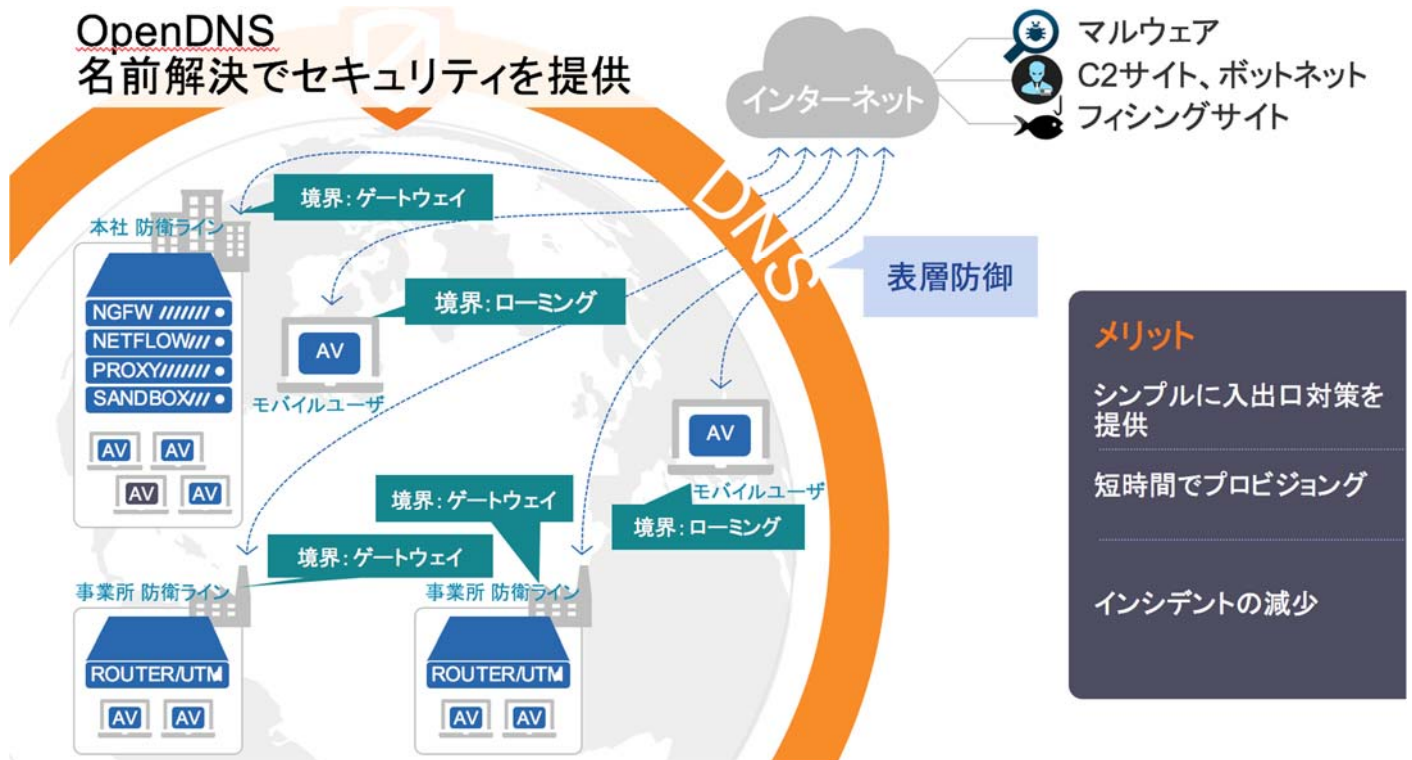 OpenDNS
名前解決でセキュリティを提供
インターネット
マルウェア
C2サイト、ボットネット
フィシングサイト
DNS
表層防御
境界：ゲートウェイ
本社 防衛ライン
NGFW ///////
NETFLOW///
PROXY///////
SANDBOX///
AV
AV
AV
AV
境界：ローミング
AV
モバイルユーザ
AV
モバイルユーザ
境界：ローミング
境界：ゲートウェイ
境界：ゲートウェイ
事業所 防衛ライン
ROUTER/UTM
AV
AV
事業所 防衛ライン
ROUTER/UTM
AV
AV
メリット
シンプルに入出口対策を
提供
短時間でプロビジョング
インシデントの減少